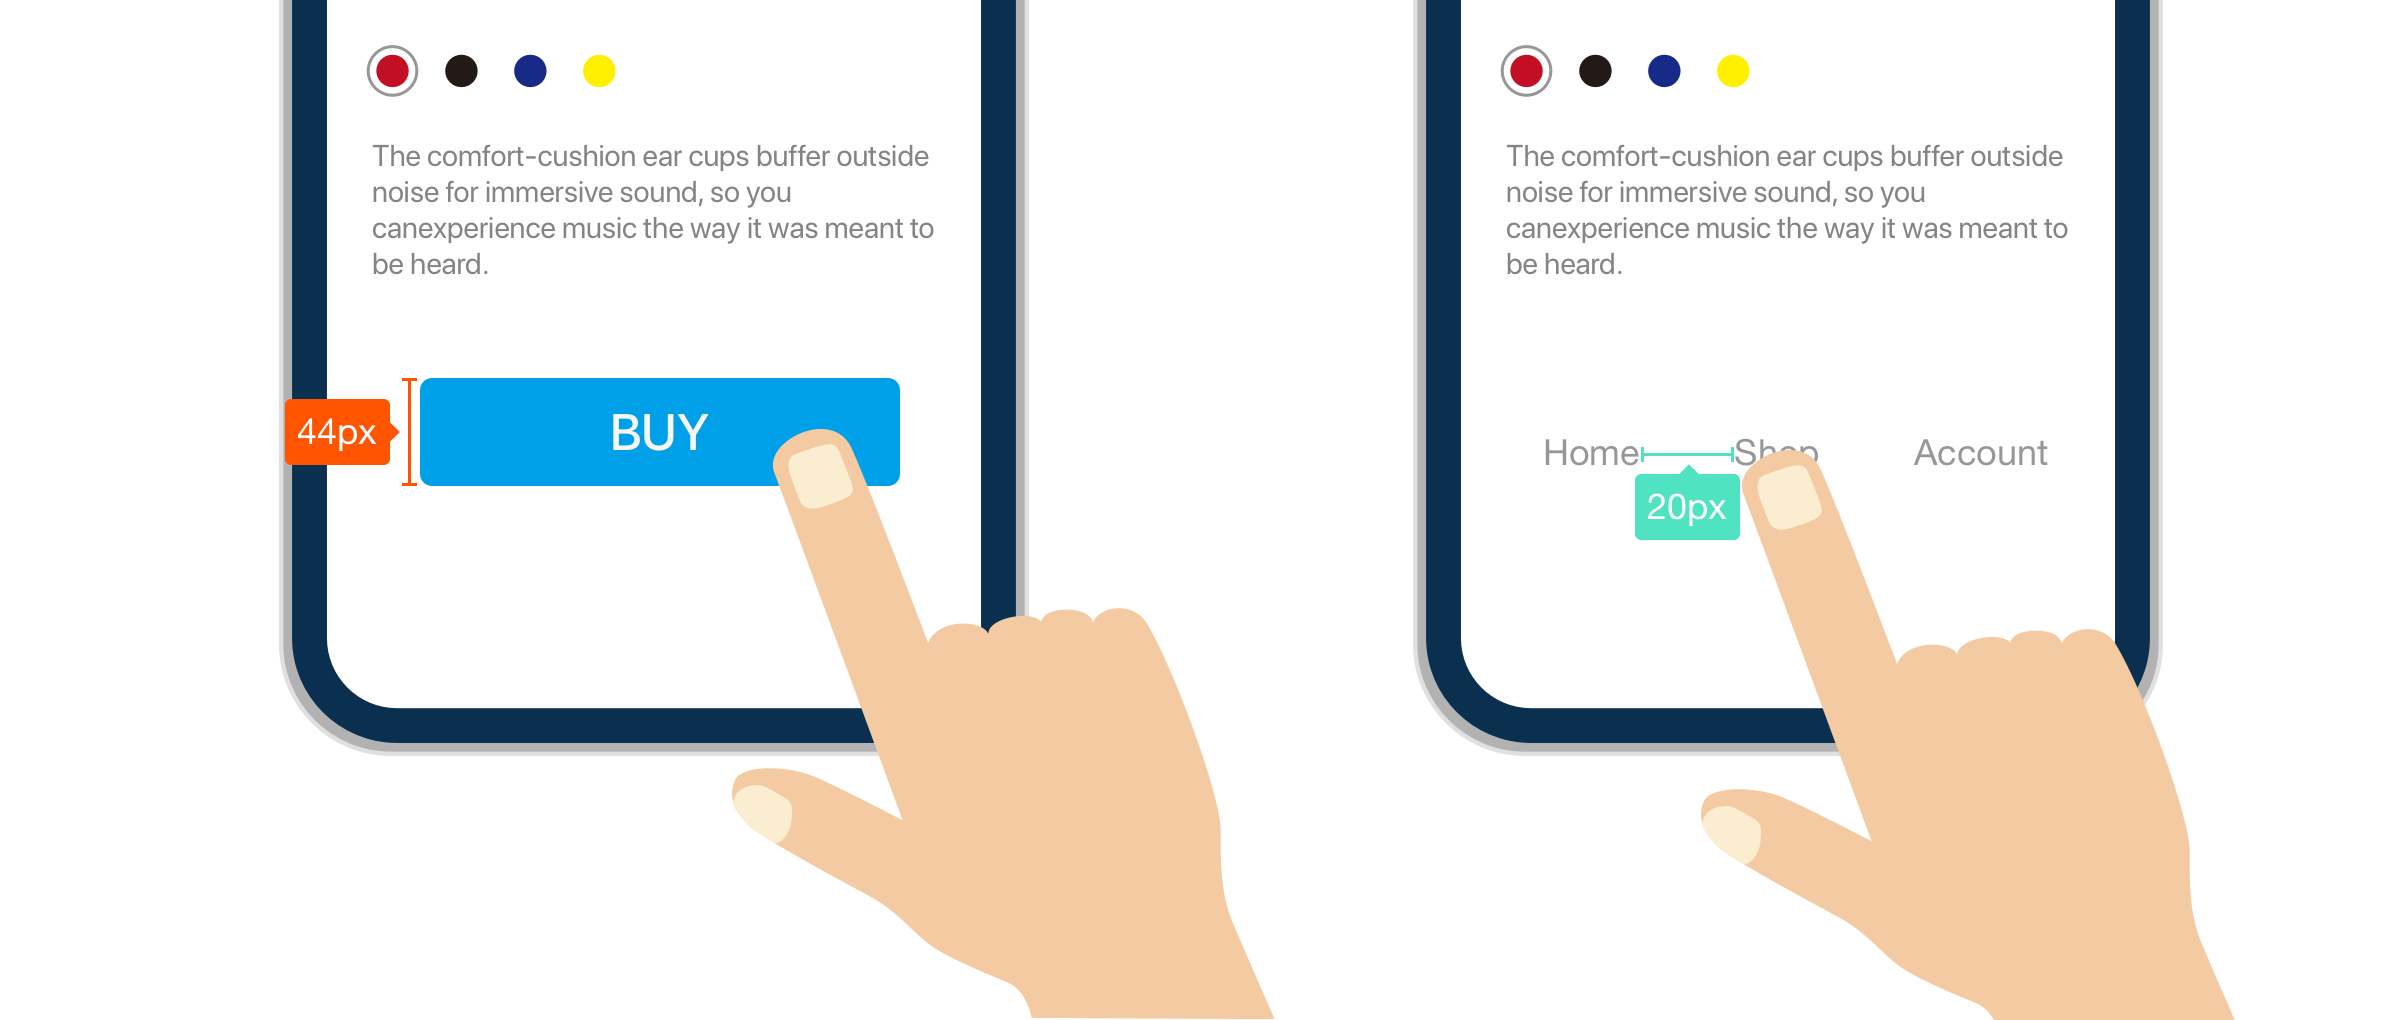 The comfort-cushion ear cups buffer outside
noise for immersive sound, so you
canexperience music the way it was meant to
be heard.
44px
BUY
The comfort-cushion ear cups buffer outside
noise for immersive sound, so you
canexperience music the way it was meant to
be heard.
Home Shop Account
20px